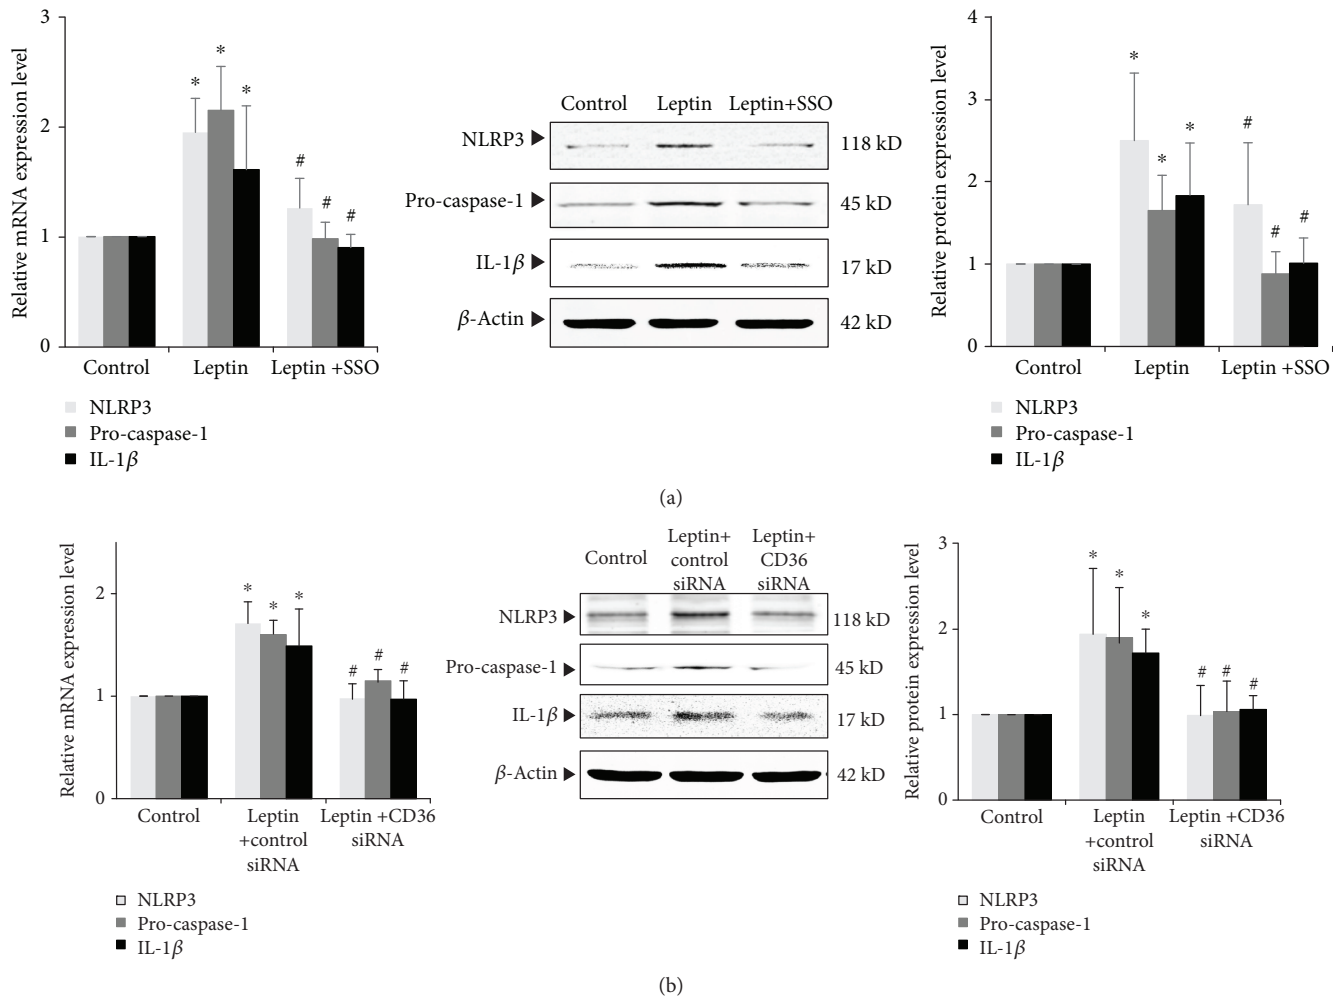 Relative mRNA expression level
3
2
1
0
* * *
# # #
Control Leptin Leptin +SSO
NLRP3
Pro-caspase-1
IL-1β
Control Leptin Leptin+SSO
NLRP3 118 kD
Pro-caspase-1 45 kD
IL-1β 17 kD
β-Actin 42 kD
Relative protein expression level
4
3
2
1
0
* * *
# # #
Control Leptin Leptin +SSO
NLRP3
Pro-caspase-1
IL-1β
(a)
Relative mRNA expression level
2
1
0
* * *
# # #
Control Leptin Leptin +CD36
+control siRNA
siRNA
NLRP3
Pro-caspase-1
IL-1β
Leptin+ Leptin+
Control control CD36
siRNA siRNA
NLRP3 118 kD
Pro-caspase-1 45 kD
IL-1β 17 kD
β-Actin 42 kD
Relative protein expression level
3
2
1
0
* * *
# # #
Control Leptin Leptin +CD36
+control siRNA
siRNA
NLRP3
Pro-caspase-1
IL-1β
(b)